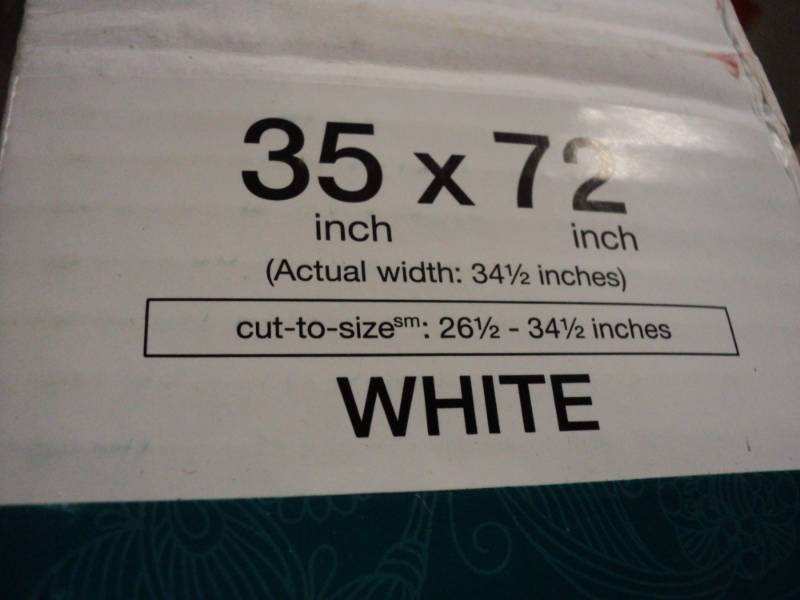 35 x 72
inch inch
(Actual width: 34½ inches)
cut-to-size℠: 26½ - 34½ inches
WHITE